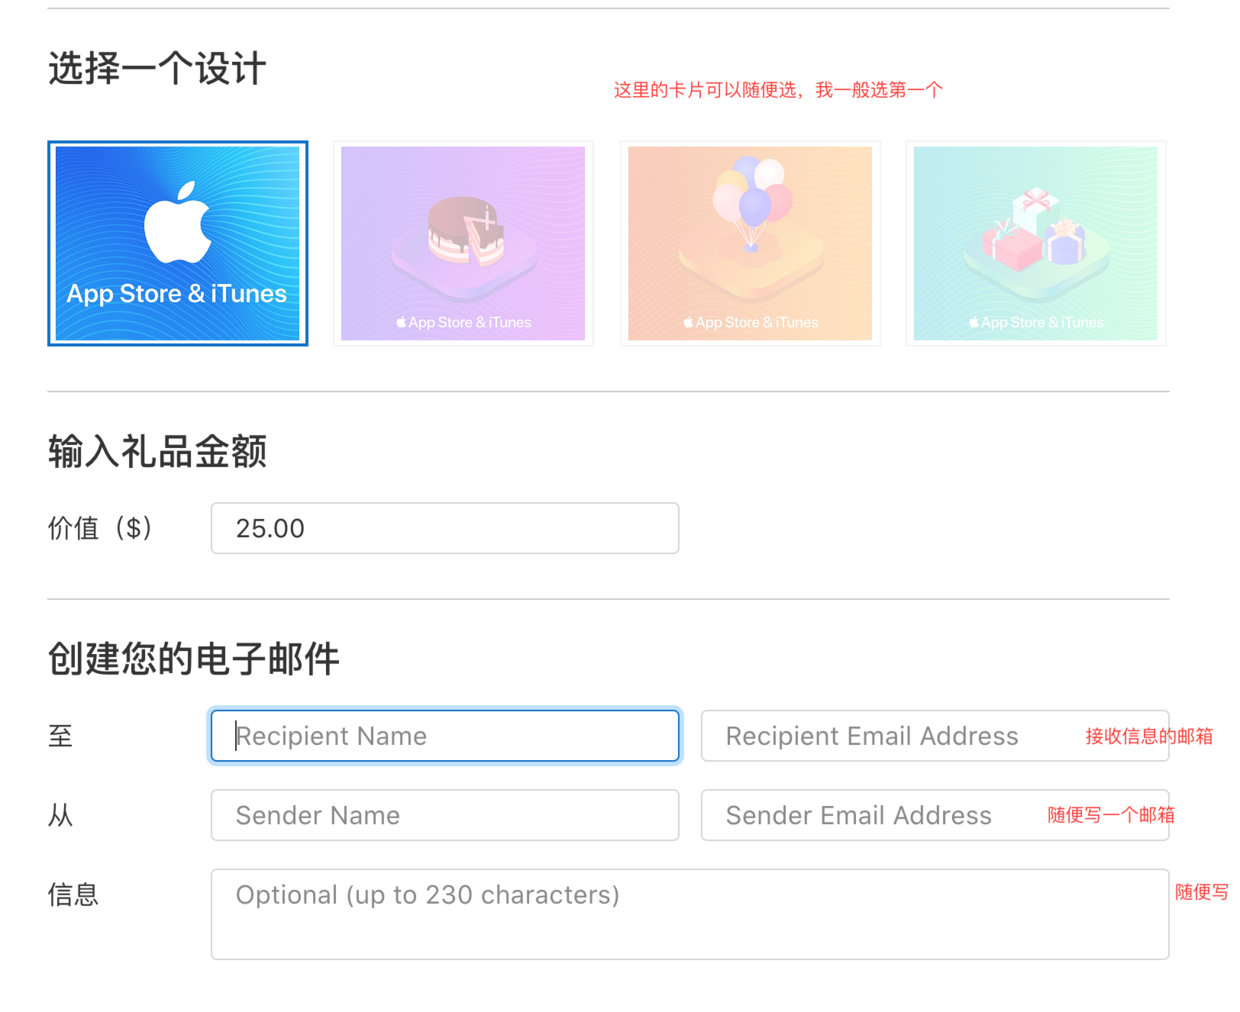 选择一个设计
这里的卡片可以随便选，我一般选第一个
App Store & iTunes
App Store & iTunes
App Store & iTunes
App Store & iTunes
输入礼品金额
价值（$） 25.00
创建您的电子邮件
至 Recipient Name Recipient Email Address 接收信息的邮箱
从 Sender Name Sender Email Address 随便写一个邮箱
信息 Optional (up to 230 characters) 随便写